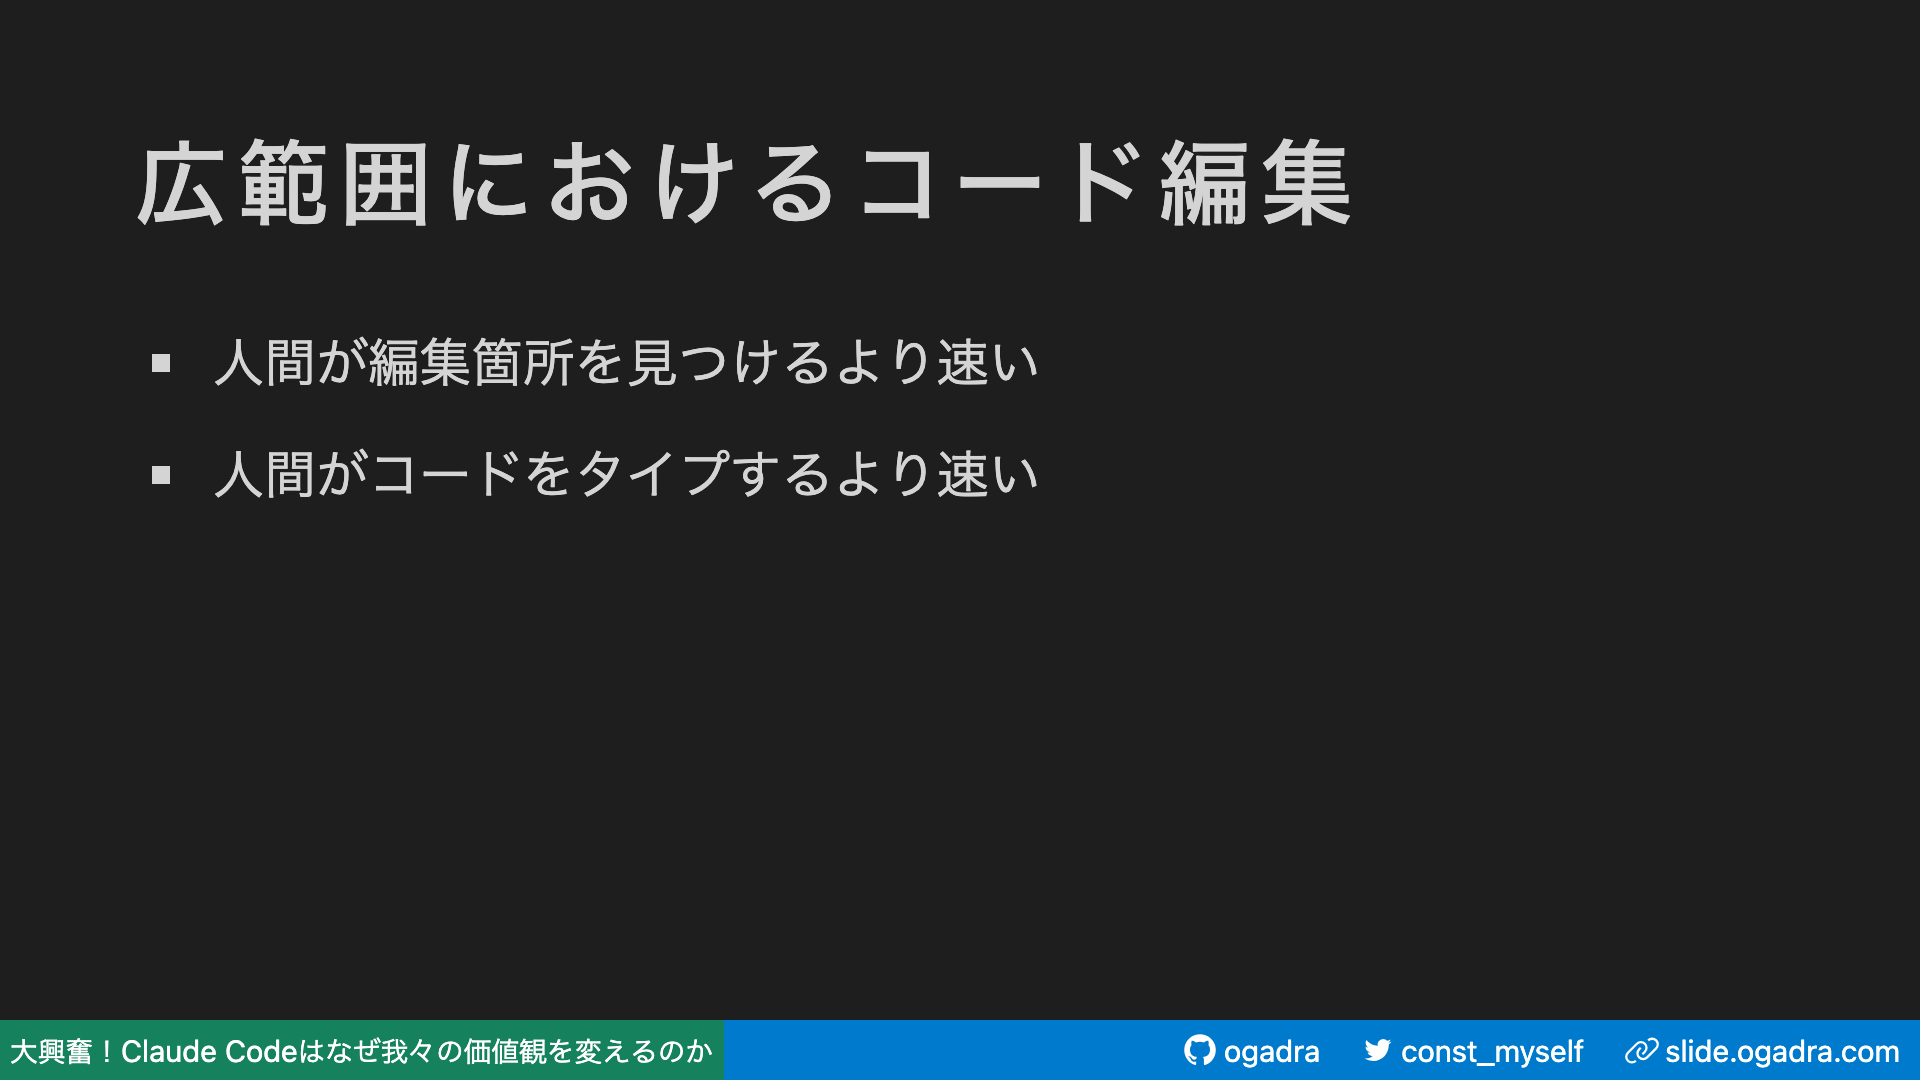 広範囲におけるコード編集
■ 人間が編集箇所を見つけるより速い
■ 人間がコードをタイプするより速い
大興奮！Claude Codeはなぜ我々の価値観を変えるのか
ogadra const_myself slide.ogadra.com